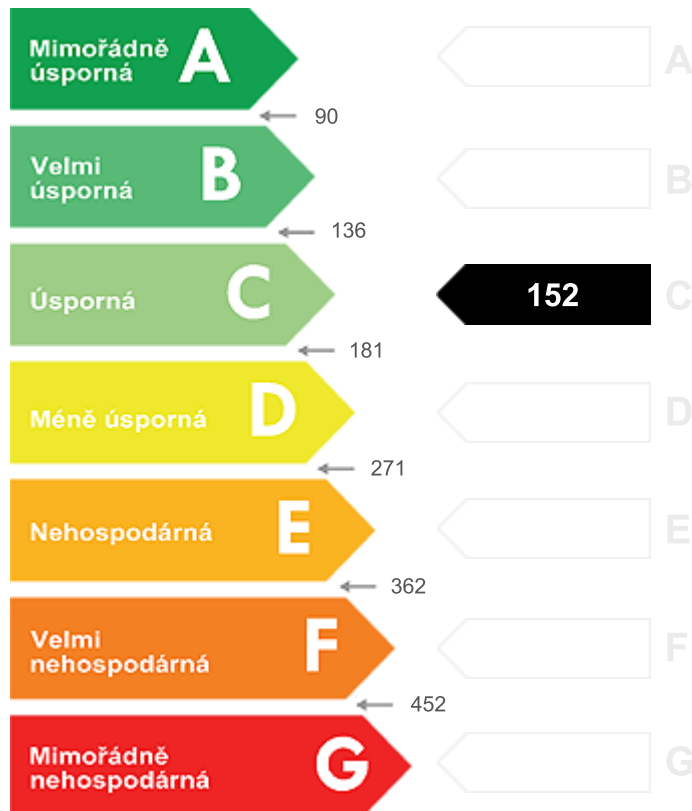 Mimořádně
úsporná
A
A
90
Velmi
úsporná
B
B
136
Úsporná
C
152
C
181
Méně úsporná
D
D
271
Nehospodárná
E
E
362
Velmi
nehospodárná
F
F
452
Mimořádně
nehospodárná
G
G